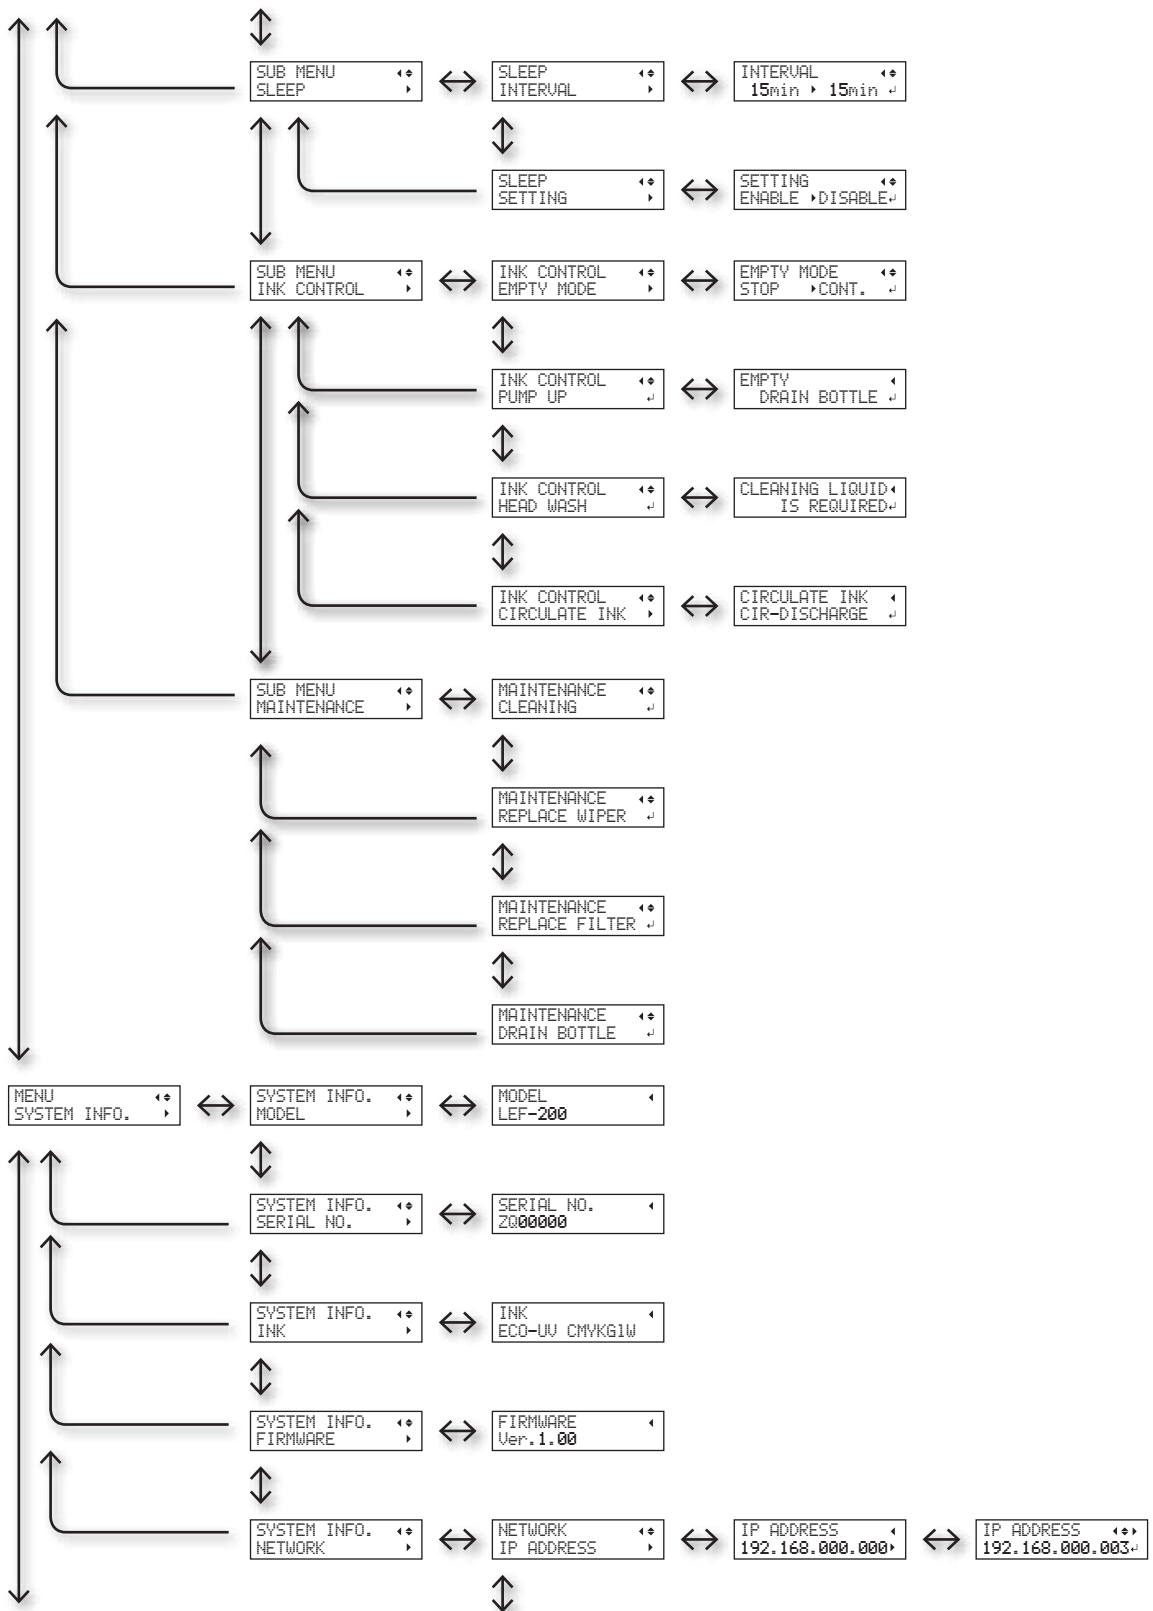 SUB MENU
SLEEP
SLEEP
INTERVAL
INTERVAL
15min 15min
SLEEP
SETTING
SETTING
ENABLE DISABLE
SUB MENU
INK CONTROL
INK CONTROL
EMPTY MODE
EMPTY MODE
STOP CONT.
INK CONTROL
PUMP UP
EMPTY
DRAIN BOTTLE
INK CONTROL
HEAD WASH
CLEANING LIQUID
IS REQUIRED
INK CONTROL
CIRCULATE INK
CIRCULATE INK
CIR-DISCHARGE
SUB MENU
MAINTENANCE
MAINTENANCE
CLEANING
MAINTENANCE
REPLACE WIPER
MAINTENANCE
REPLACE FILTER
MAINTENANCE
DRAIN BOTTLE
MENU
SYSTEM INFO.
SYSTEM INFO.
MODEL
MODEL
LEF-200
SYSTEM INFO.
SERIAL NO.
SERIAL NO.
ZQ00000
SYSTEM INFO.
INK
INK
ECO-UV CMYKGlW
SYSTEM INFO.
FIRMWARE
FIRMWARE
Ver.1.00
SYSTEM INFO.
NETWORK
NETWORK
IP ADDRESS
IP ADDRESS
192.168.000.000
IP ADDRESS
192.168.000.003